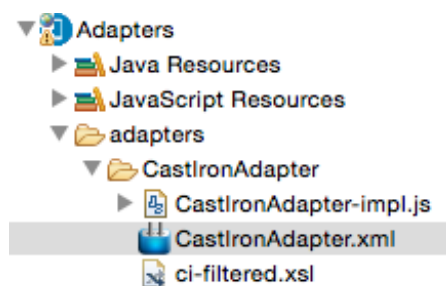 Adapters
Java Resources
JavaScript Resources
adapters
CastIronAdapter
CastIronAdapter-impl.js
CastIronAdapter.xml
ci-filtered.xsl